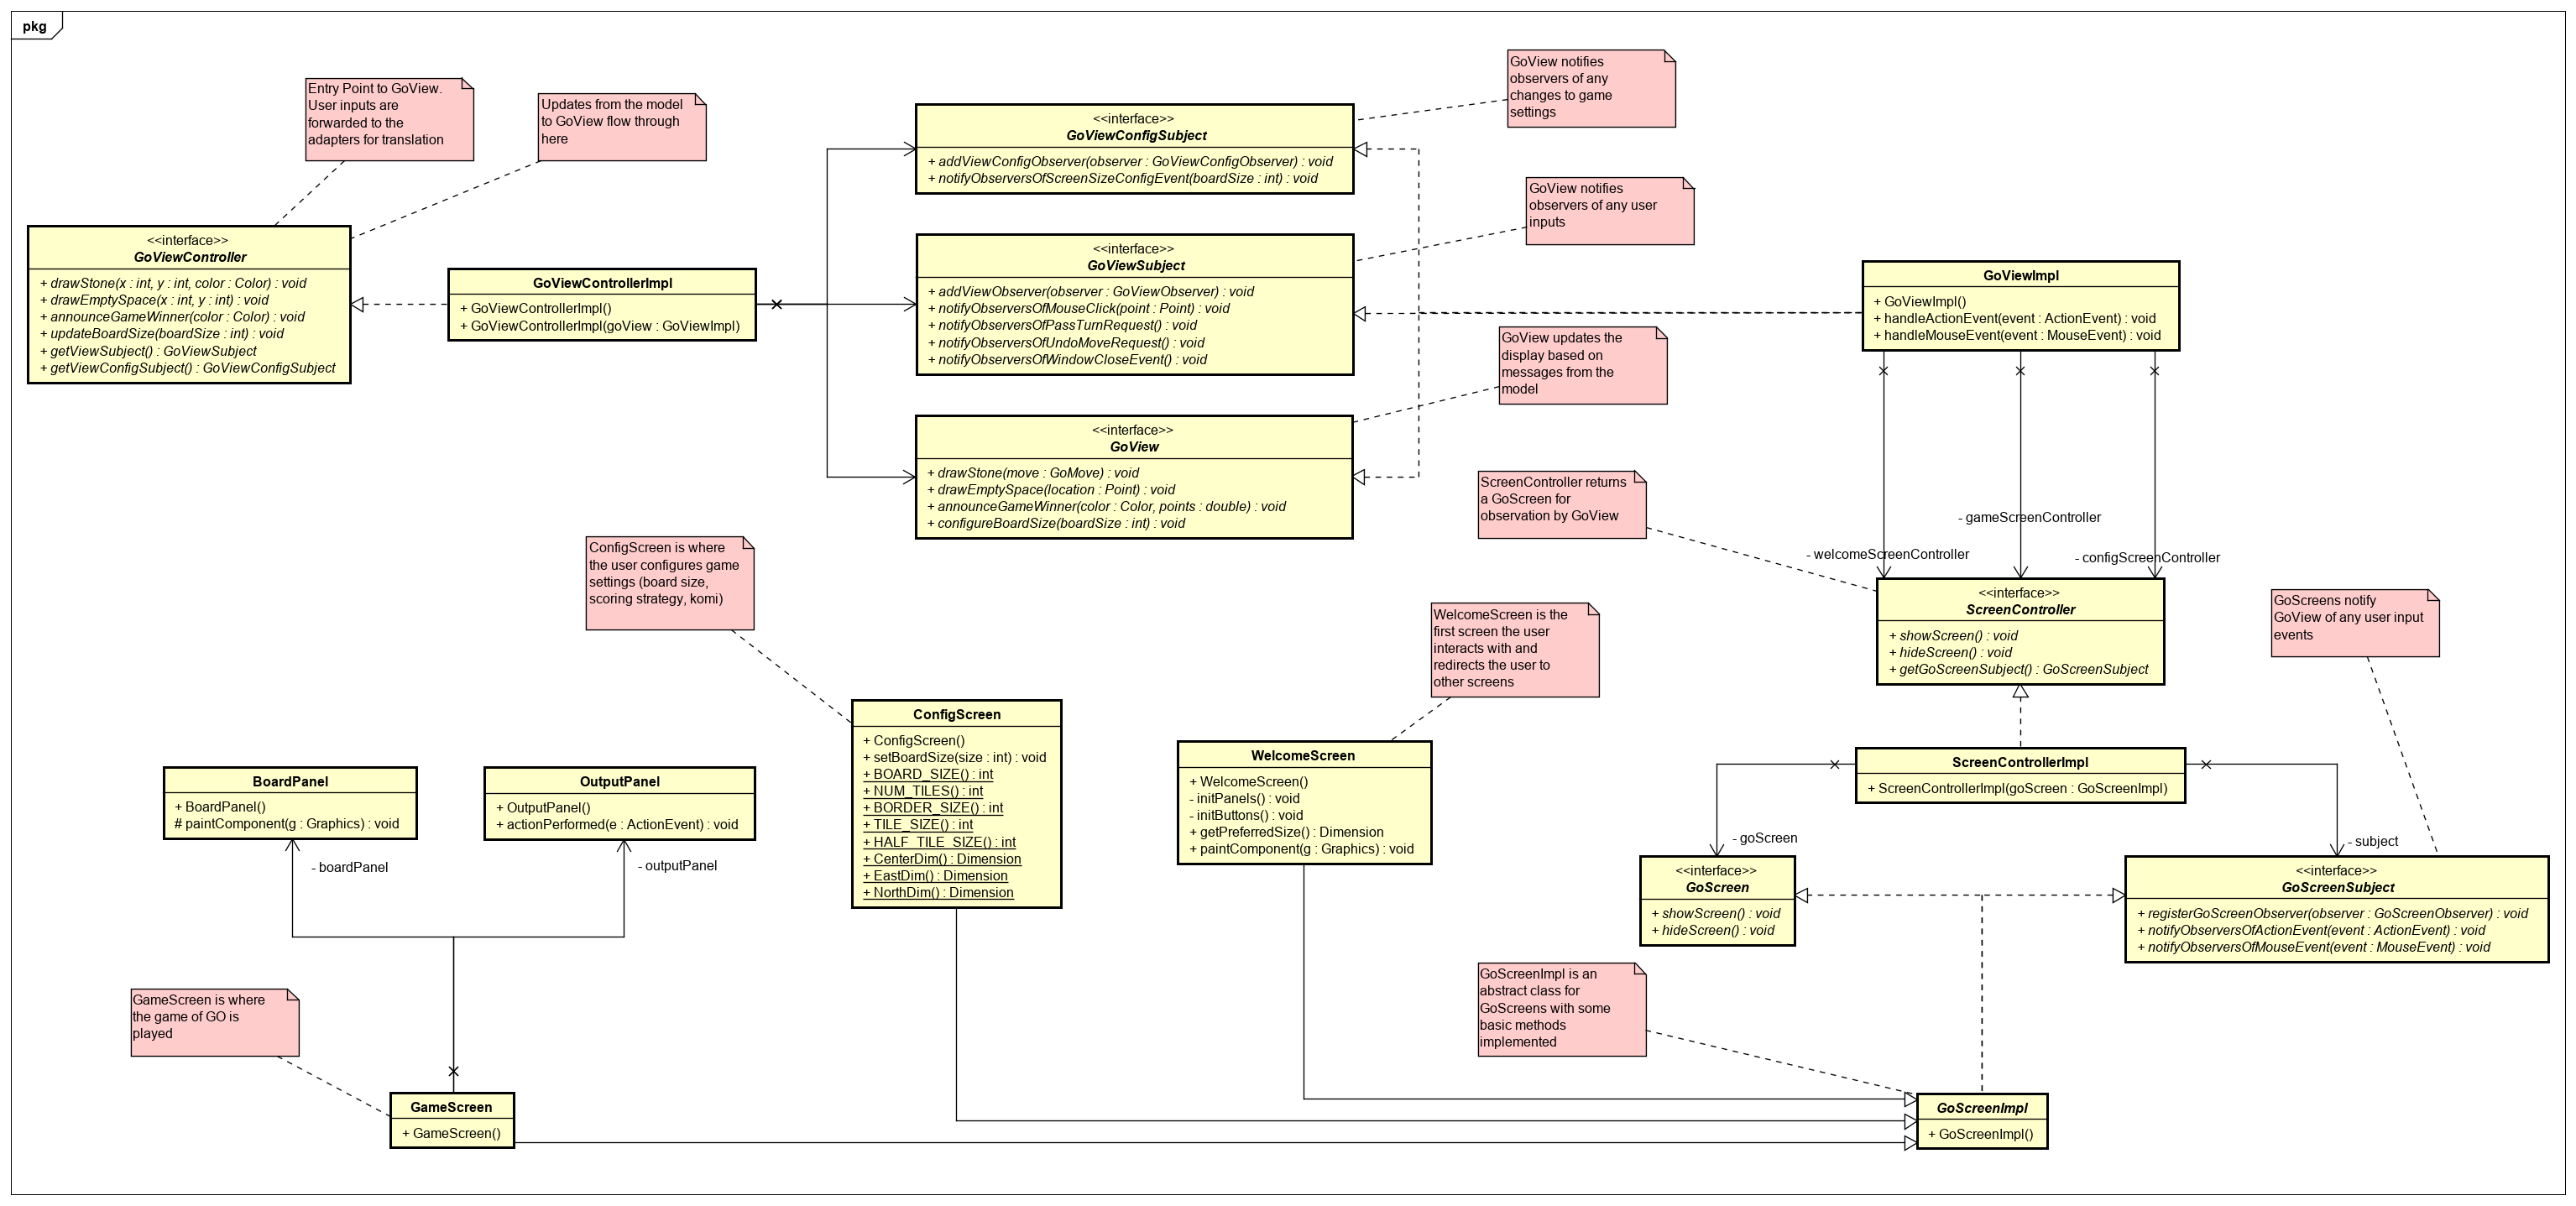 pkg
Entry Point to GoView.
User inputs are
forwarded to the
adapters for translation
Updates from the model
to GoView flow through
here
<<interface>>
GoViewController
+ drawStone(x : int, y : int, color : Color) : void
+ drawEmptySpace(x : int, y : int) : void
+ announceGameWinner(color : Color) : void
+ updateBoardSize(boardSize : int) : void
+ getViewSubject() : GoViewSubject
+ getViewConfigSubject() : GoViewConfigSubject
GoViewControllerImpl
+ GoViewControllerImpl()
+ GoViewControllerImpl(goView : GoViewImpl)
<<interface>>
GoViewConfigSubject
+ addViewConfigObserver(observer : GoViewConfigObserver) : void
+ notifyObserversOfScreenSizeConfigEvent(boardSize : int) : void
GoView notifies
observers of any
changes to game
settings
<<interface>>
GoViewSubject
+ addViewObserver(observer : GoViewObserver) : void
+ notifyObserversOfMouseClick(point : Point) : void
+ notifyObserversOfPassTurnRequest() : void
+ notifyObserversOfUndoMoveRequest() : void
+ notifyObserversOfWindowCloseEvent() : void
GoView notifies
observers of any user
inputs
<<interface>>
GoView
+ drawStone(move : GoMove) : void
+ drawEmptySpace(location : Point) : void
+ announceGameWinner(color : Color, points : double) : void
+ configureBoardSize(boardSize : int) : void
GoView updates the
display based on
messages from the
model
GoViewImpl
+ GoViewImpl()
+ handleActionEvent(event : ActionEvent) : void
+ handleMouseEvent(event : MouseEvent) : void
ScreenController returns
a GoScreen for
observation by GoView
- gameScreenController
- welcomeScreenController
- configScreenController
<<interface>>
ScreenController
+ showScreen() : void
+ hideScreen() : void
+ getGoScreenSubject() : GoScreenSubject
GoScreens notify
GoView of any user input
events
ConfigScreen is where
the user configures game
settings (board size,
scoring strategy, komi)
WelcomeScreen is the
first screen the user
interacts with and
redirects the user to
other screens
ConfigScreen
+ ConfigScreen()
+ setBoardSize(size : int) : void
+ BOARD_SIZE() : int
+ NUM_TILES() : int
+ BORDER_SIZE() : int
+ TILE_SIZE() : int
+ HALF_TILE_SIZE() : int
+ CenterDim() : Dimension
+ EastDim() : Dimension
+ NorthDim() : Dimension
WelcomeScreen
+ WelcomeScreen()
- initPanels() : void
- initButtons() : void
+ getPreferredSize() : Dimension
+ paintComponent(g : Graphics) : void
ScreenControllerImpl
+ ScreenControllerImpl(goScreen : GoScreenImpl)
BoardPanel
+ BoardPanel()
# paintComponent(g : Graphics) : void
OutputPanel
+ OutputPanel()
+ actionPerformed(e : ActionEvent) : void
- boardPanel
- outputPanel
- goScreen
- subject
<<interface>>
GoScreen
+ showScreen() : void
+ hideScreen() : void
<<interface>>
GoScreenSubject
+ registerGoScreenObserver(observer : GoScreenObserver) : void
+ notifyObserversOfActionEvent(event : ActionEvent) : void
+ notifyObserversOfMouseEvent(event : MouseEvent) : void
GameScreen is where
the game of GO is
played
GoScreenImpl is an
abstract class for
GoScreens with some
basic methods
implemented
GameScreen
+ GameScreen()
GoScreenImpl
+ GoScreenImpl()